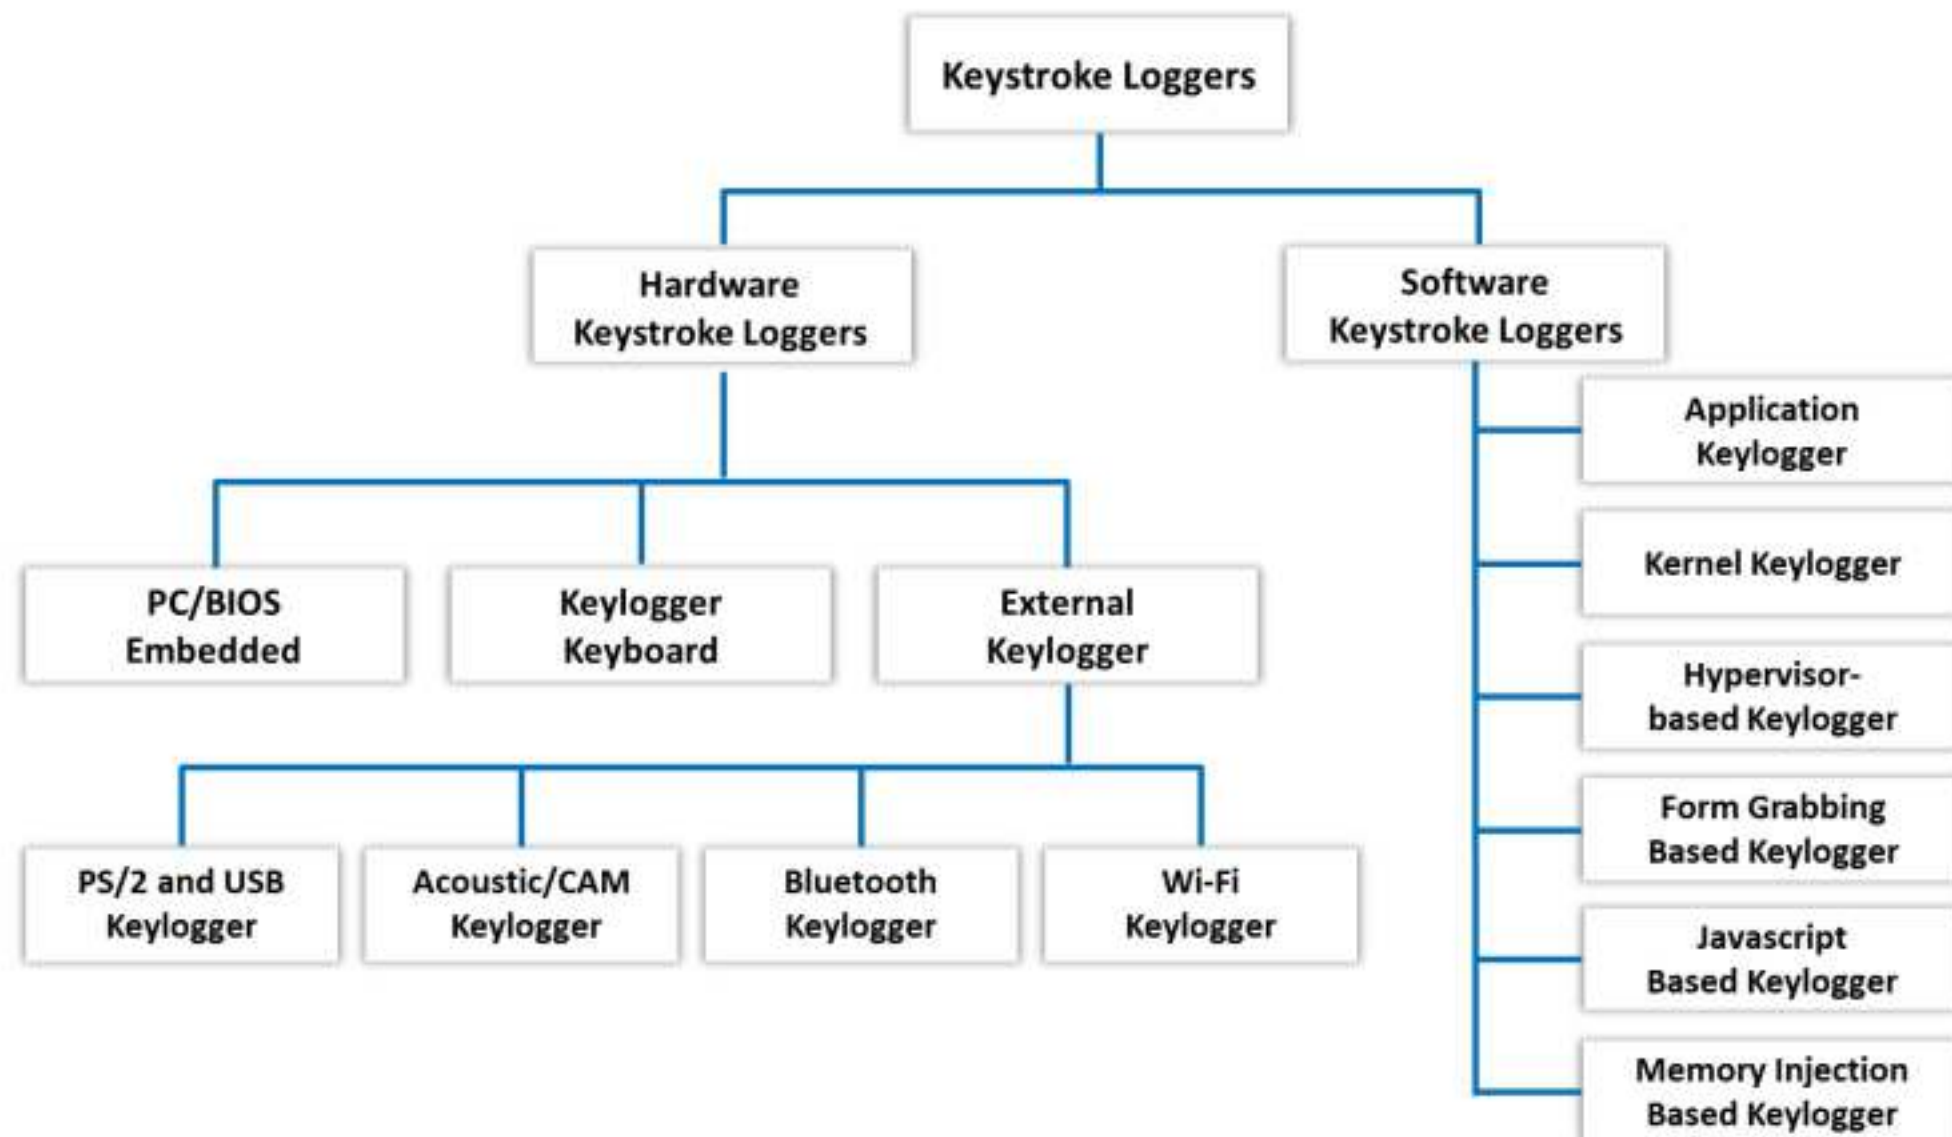 Keystroke Loggers
Hardware
Keystroke Loggers
Software
Keystroke Loggers
Application
Keylogger
Kernel Keylogger
Hypervisor-
based Keylogger
Form Grabbing
Based Keylogger
Javascript
Based Keylogger
Memory Injection
Based Keylogger
PC/BIOS
Embedded
Keylogger
Keyboard
External
Keylogger
PS/2 and USB
Keylogger
Acoustic/CAM
Keylogger
Bluetooth
Keylogger
Wi-Fi
Keylogger